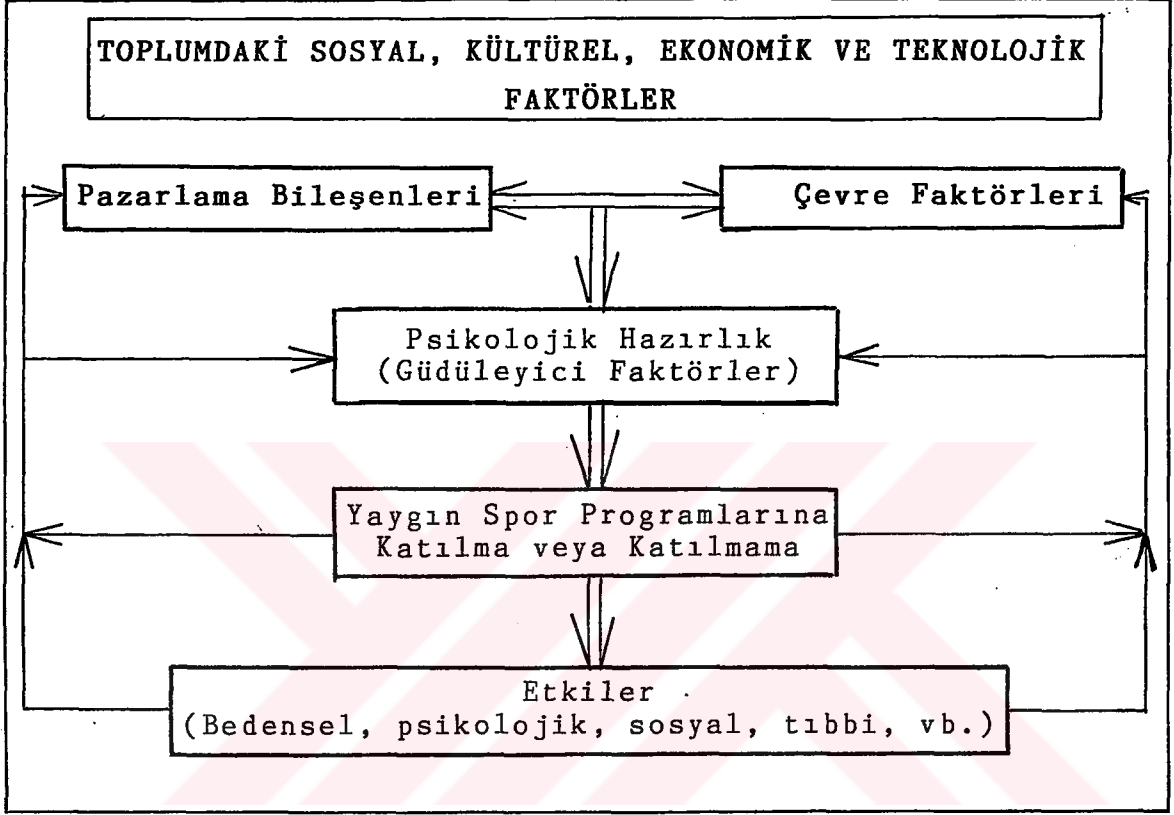 TOPLUMDAKİ SOSYAL, KÜLTÜREL, EKONOMİK VE TEKNOLOJİK
FAKTÖRLER
Pazarlama Bileşenleri
Çevre Faktörleri
Psikolojik Hazırlık
(Güdüleyici Faktörler)
Yaygın Spor Programlarına
Katılma veya Katılmama
Etkiler
(Bedensel, psikolojik, sosyal, tıbbi, vb.)